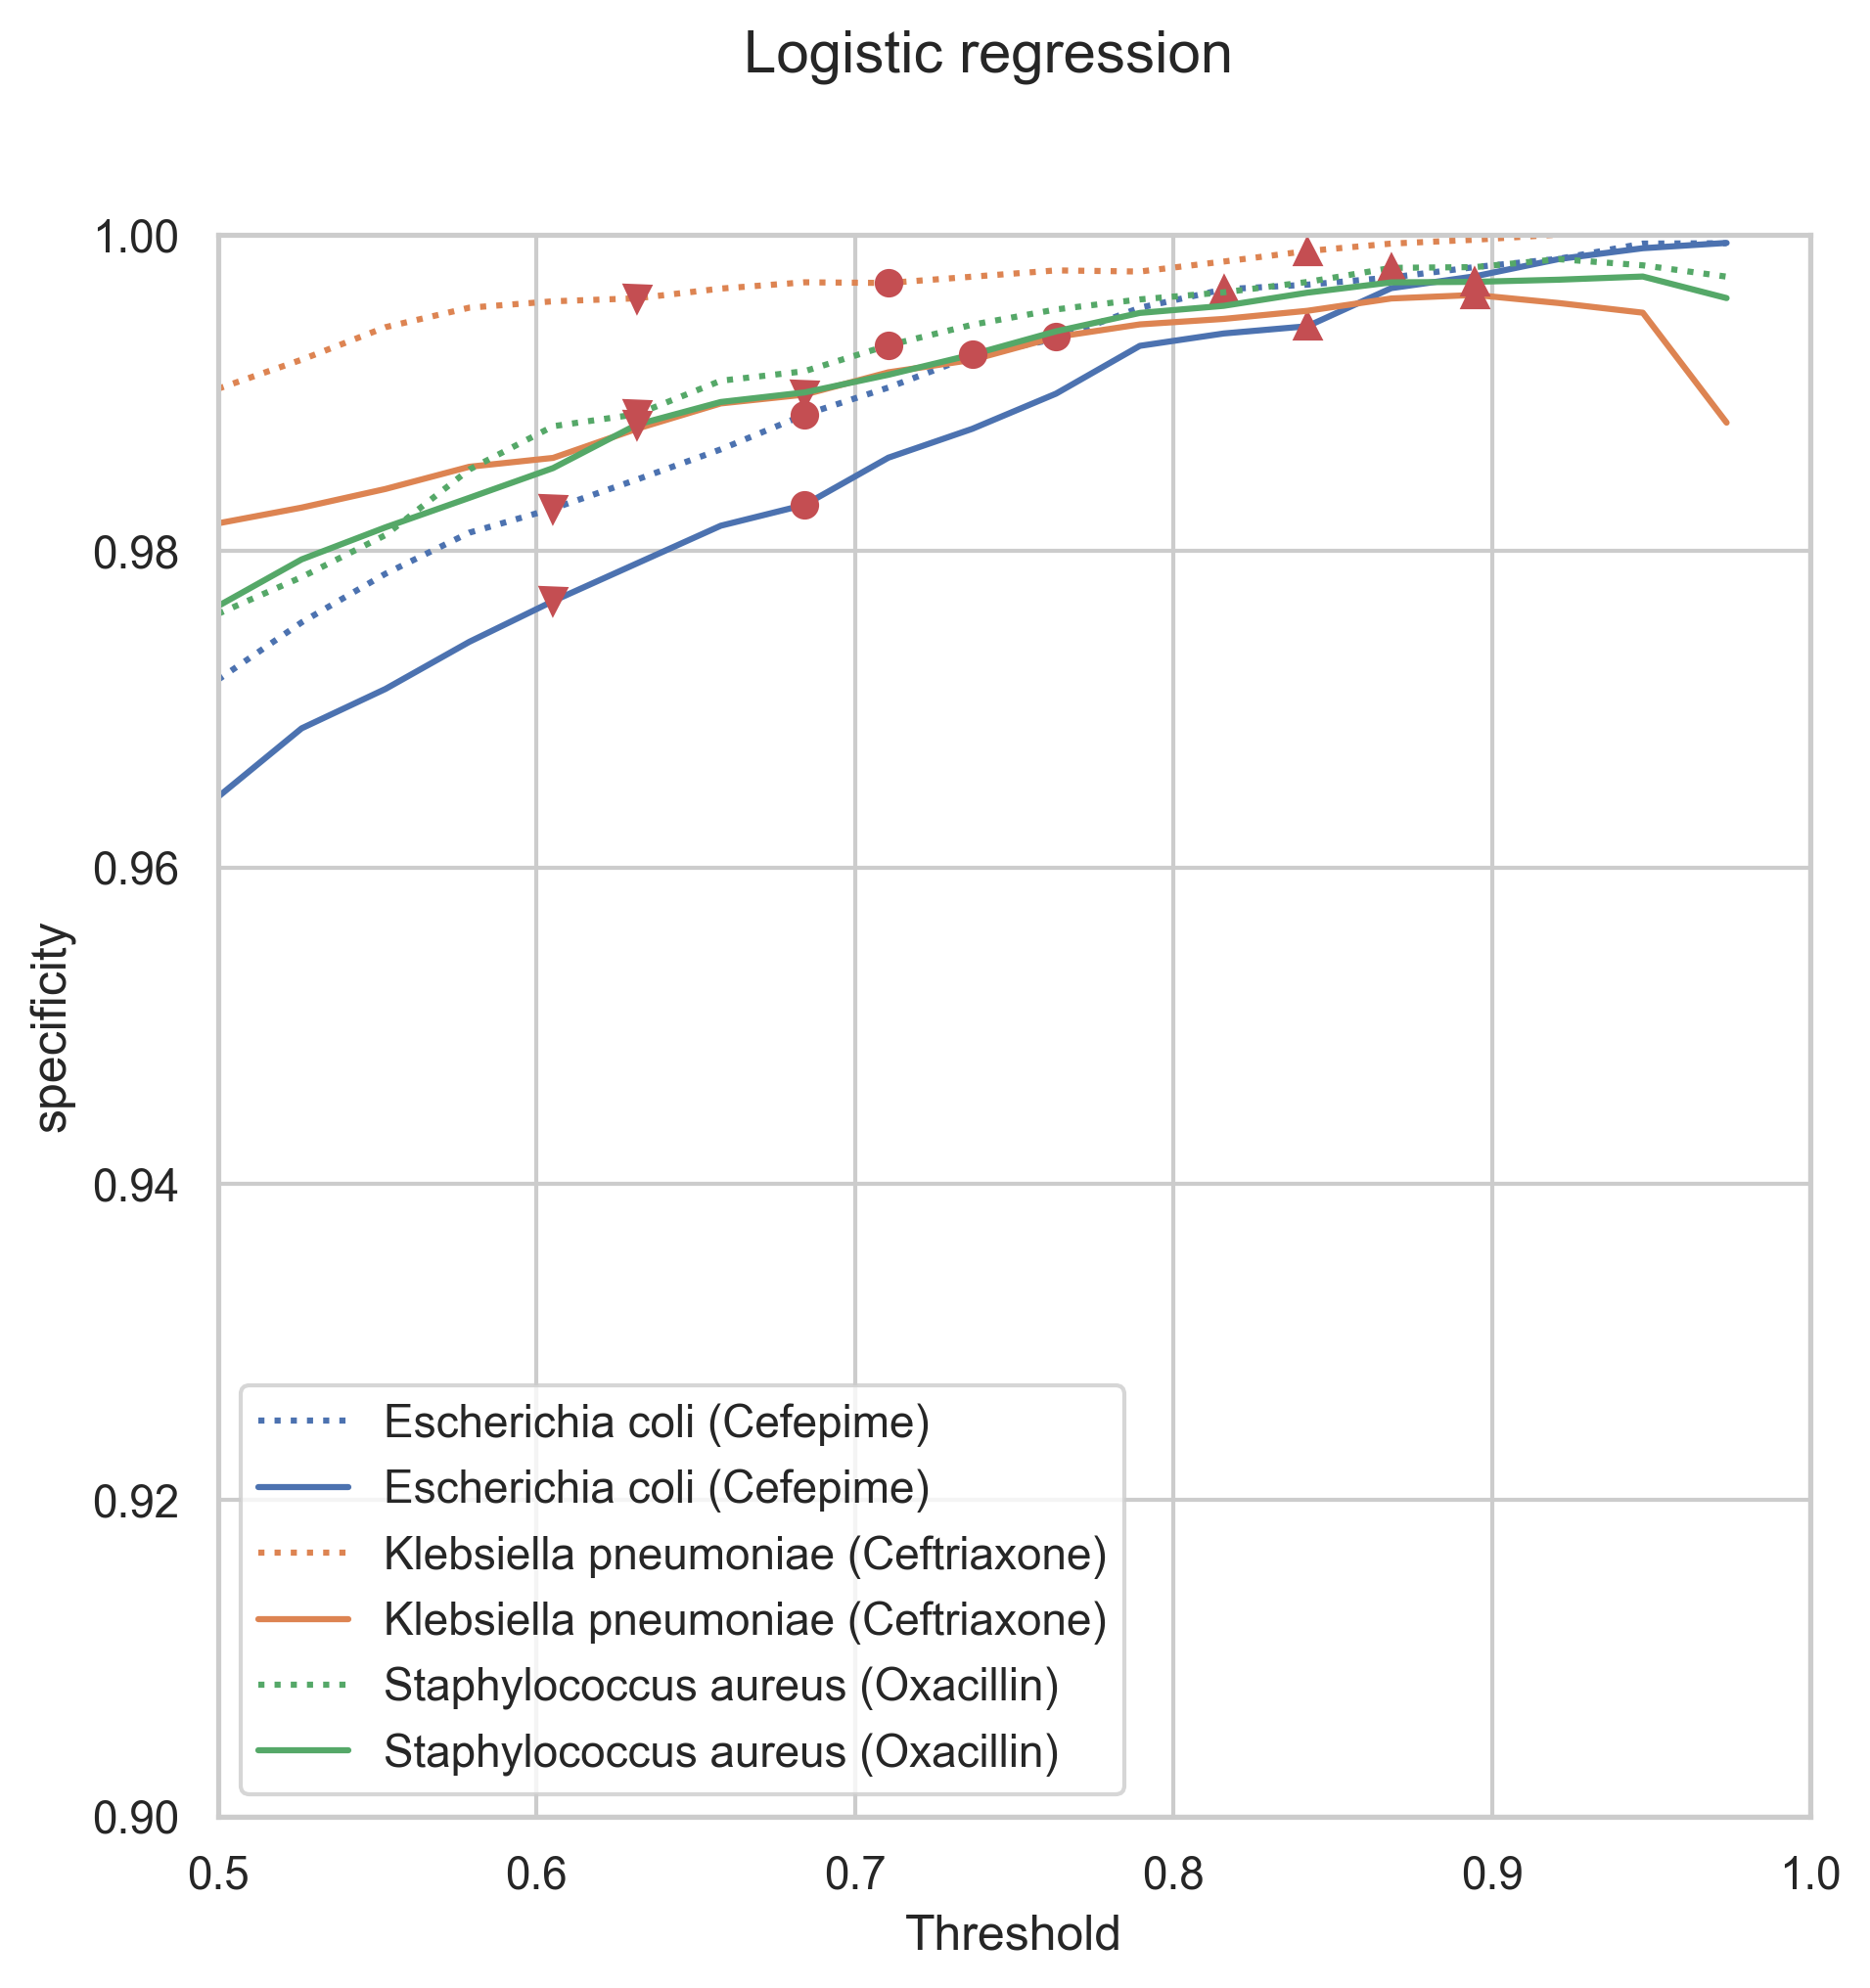 Logistic regression
1.00
0.98
0.96
0.94
0.92
0.90
specificity
Escherichia coli (Cefepime)
Escherichia coli (Cefepime)
Klebsiella pneumoniae (Ceftriaxone)
Klebsiella pneumoniae (Ceftriaxone)
Staphylococcus aureus (Oxacillin)
Staphylococcus aureus (Oxacillin)
0.5 0.6 0.7 0.8 0.9 1.0
Threshold